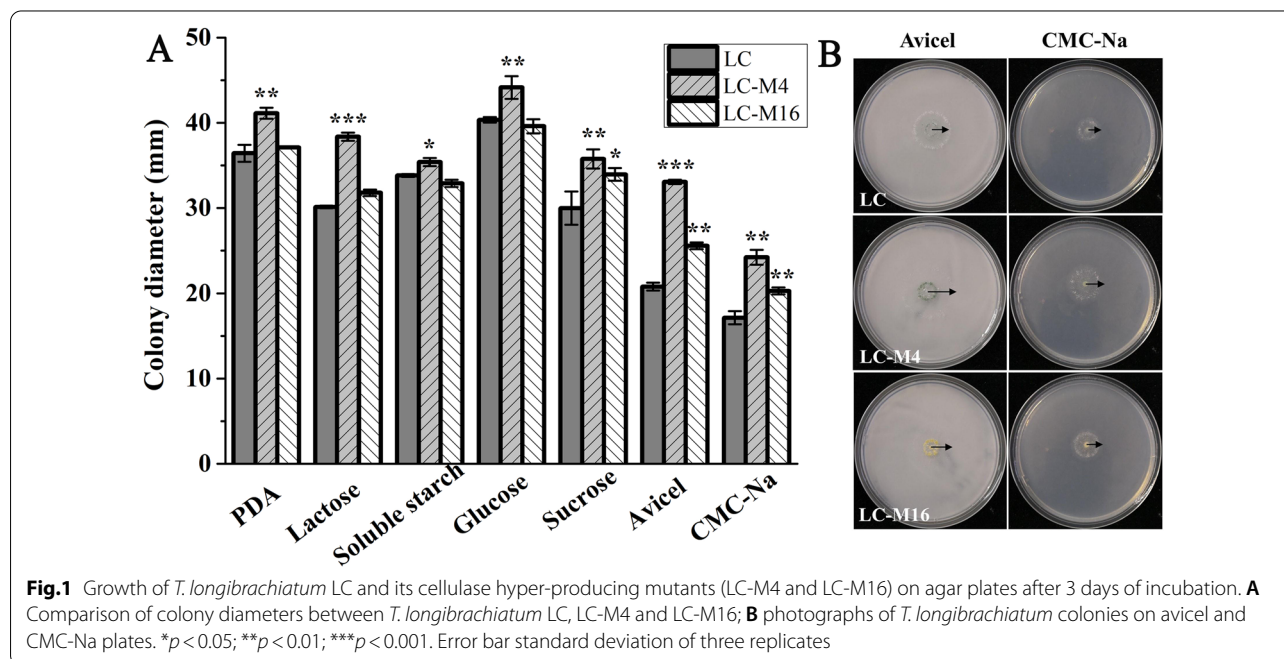 A
B
Colony diameter (mm)
50
40
30
20
10
0
LC
LC-M4
LC-M16
**
***
*
**
**
*
***
**
**
**
PDA
Lactose
Soluble starch
Glucose
Sucrose
Avicel
CMC-Na
Avicel CMC-Na
LC
LC-M4
LC-M16
Fig.1 Growth of T. longibrachiatum LC and its cellulase hyper-producing mutants (LC-M4 and LC-M16) on agar plates after 3 days of incubation. A
Comparison of colony diameters between T. longibrachiatum LC, LC-M4 and LC-M16; B photographs of T. longibrachiatum colonies on avicel and
CMC-Na plates. *p < 0.05; **p < 0.01; ***p < 0.001. Error bar standard deviation of three replicates